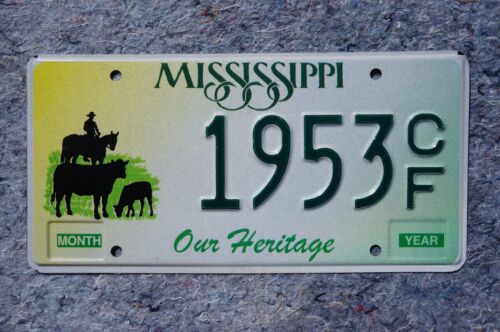 MISSISSIPPI
1953 CF
MONTH Our Heritage YEAR